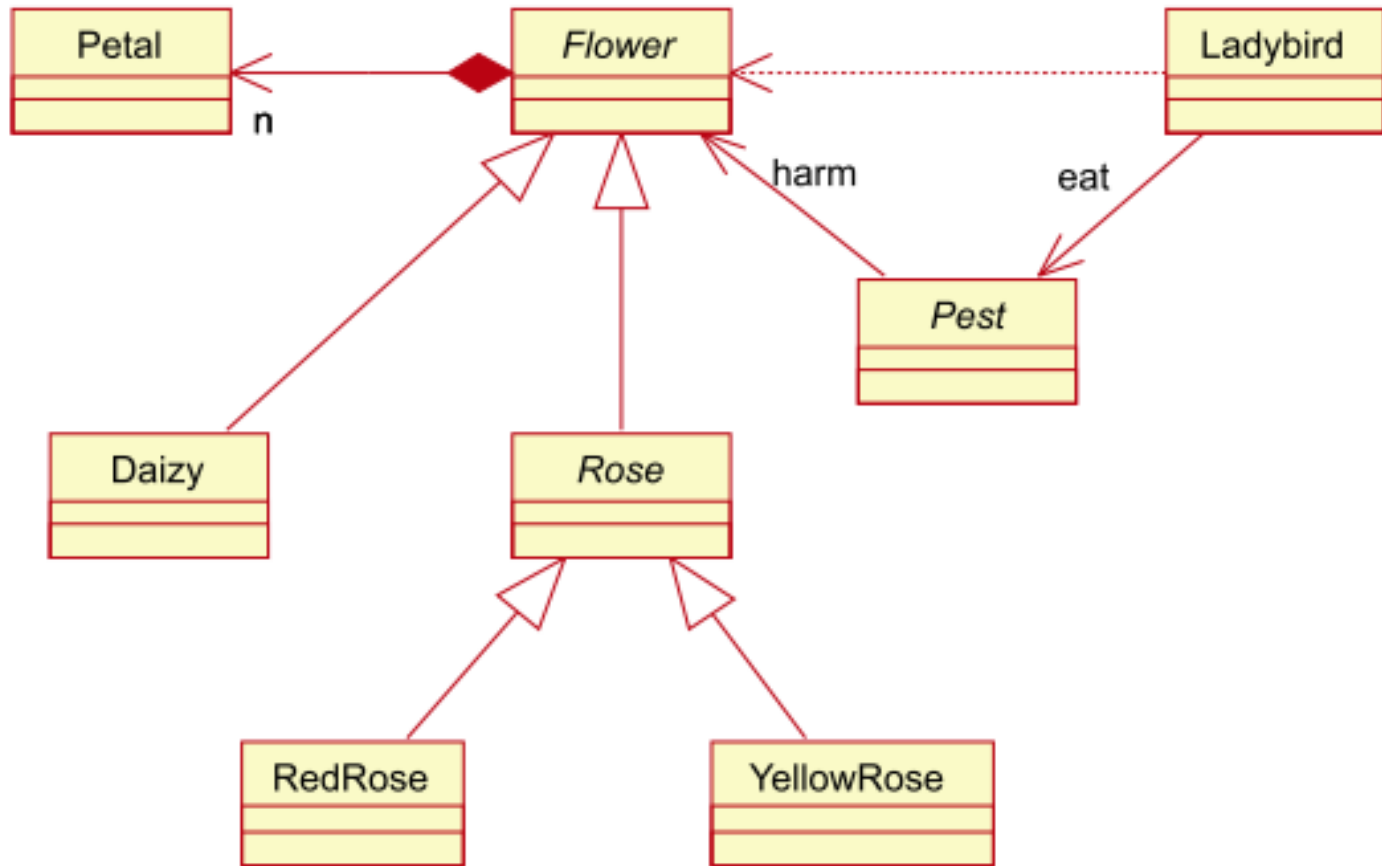 Petal
Flower
Ladybird
n
harm
eat
Pest
Daizy
Rose
RedRose
YellowRose